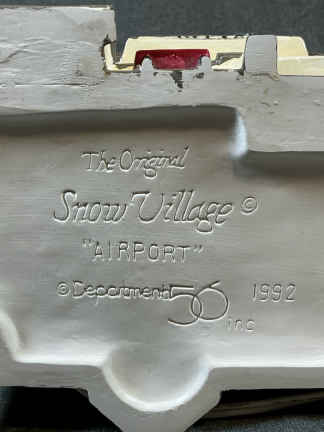 The Original
Snow Village ©
"AIRPORT"
© Department 56 inc 1992